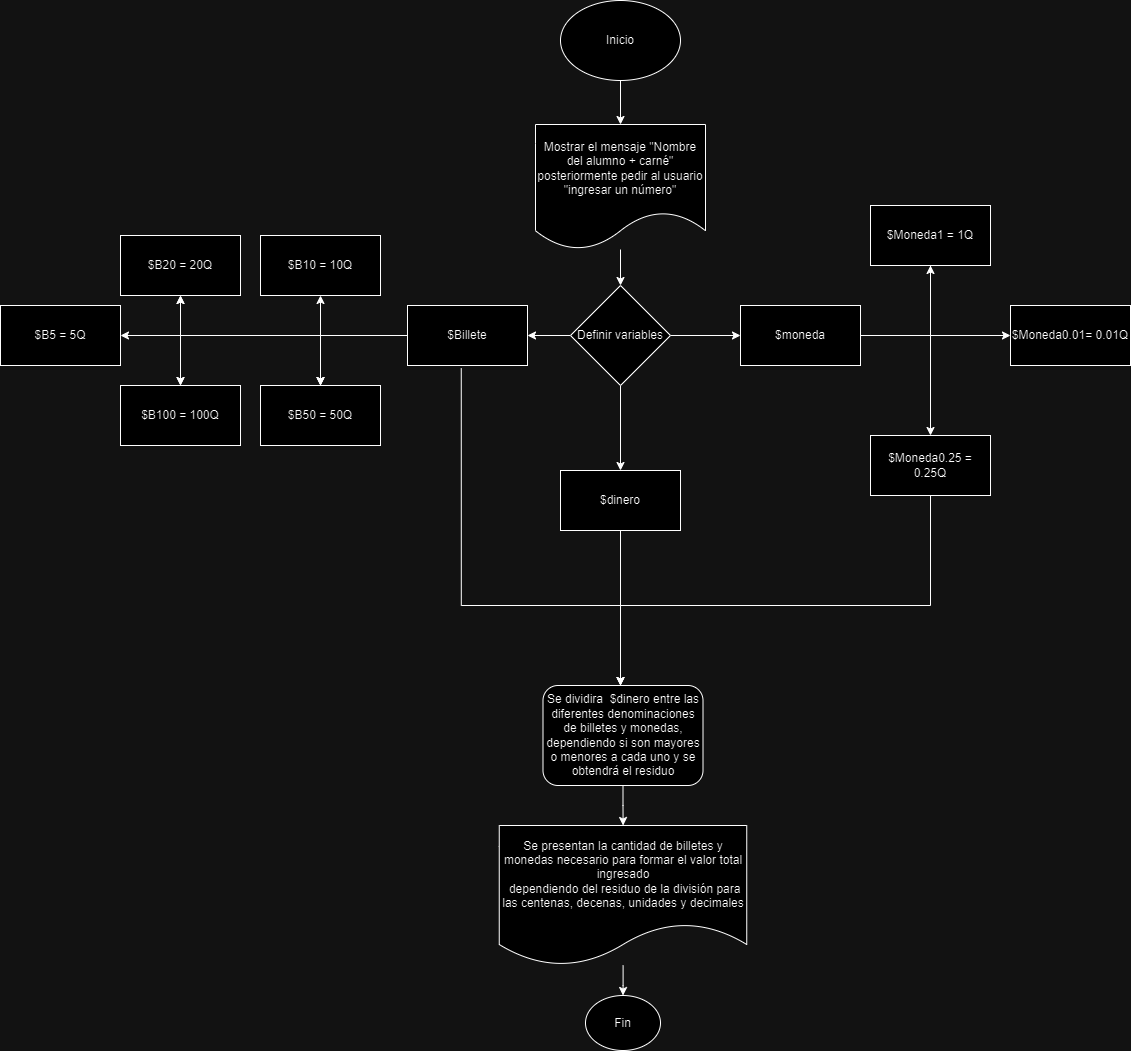 Inicio
Mostrar el mensaje "Nombre
del alumno + carné"
posteriormente pedir al usuario
"ingresar un número"
$Moneda1 = 1Q
$B20 = 20Q
$B10 = 10Q
$B5 = 5Q
$Billete
Definir variables
$moneda
$Moneda0.01= 0.01Q
$B100 = 100Q
$B50 = 50Q
$Moneda0.25 =
0.25Q
$dinero
Se dividira $dinero entre las
diferentes denominaciones
de billetes y monedas,
dependiendo si son mayores
o menores a cada uno y se
obtendrá el residuo
Se presentan la cantidad de billetes y
monedas necesario para formar el valor total
ingresado
dependiendo del residuo de la división para
las centenas, decenas, unidades y decimales
Fin